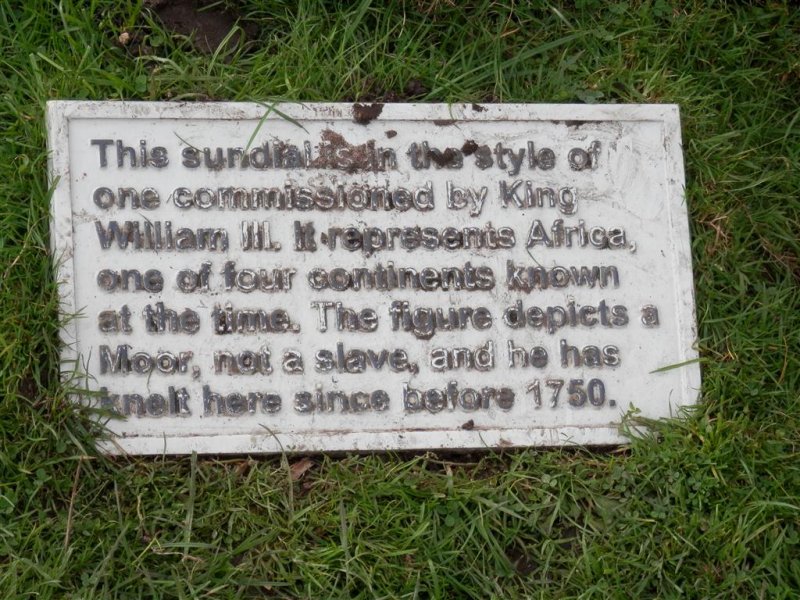 This sundial is in the style of
one commissioned by King
William III. It represents Africa,
one of four continents known
at the time. The figure depicts a
Moor, not a slave, and he has
knelt here since before 1750.